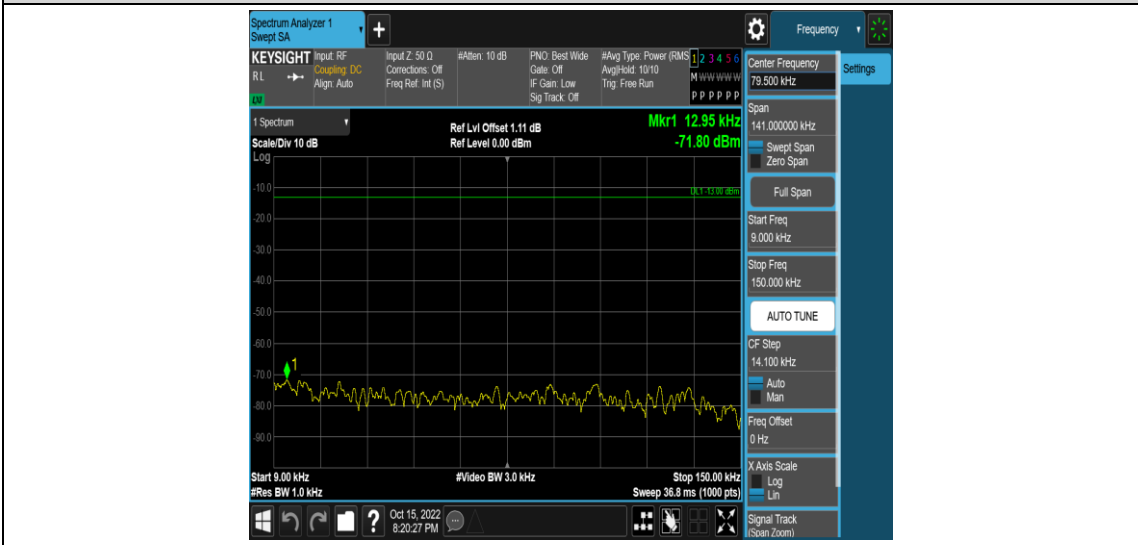 Spectrum Analyzer 1
Swept SA
+
Frequency
KEYSIGHT
RL
LXI
Input: RF
Coupling: DC
Align: Auto
Input Z: 50 Ω
Corrections: Off
Freq Ref: Int (S)
#Atten: 10 dB
PNO: Best Wide
Gate: Off
IF Gain: Low
Sig Track: Off
#Avg Type: Power (RMS
Avg|Hold: 10/10
Trig: Free Run
1 2 3 4 5 6
M W W W W W
P P P P P P
Center Frequency
79.500 kHz
Settings
Span
141.000000 kHz
Swept Span
Zero Span
Full Span
Start Freq
9.000 kHz
Stop Freq
150.000 kHz
AUTO TUNE
CF Step
14.100 kHz
Auto
Man
Freq Offset
0 Hz
X Axis Scale
Log
Lin
Signal Track
(Span Zoom)
1 Spectrum
Scale/Div 10 dB
Log
Ref Lvl Offset 1.11 dB
Ref Level 0.00 dBm
Mkr1 12.95 kHz
-71.80 dBm
DL1 -13.00 dBm
-10.0
-20.0
-30.0
-40.0
-50.0
-60.0
-70.0
-80.0
-90.0
1
Start 9.00 kHz
#Res BW 1.0 kHz
#Video BW 3.0 kHz
Stop 150.00 kHz
Sweep 36.8 ms (1000 pts)
?
Oct 15, 2022
8:20:27 PM